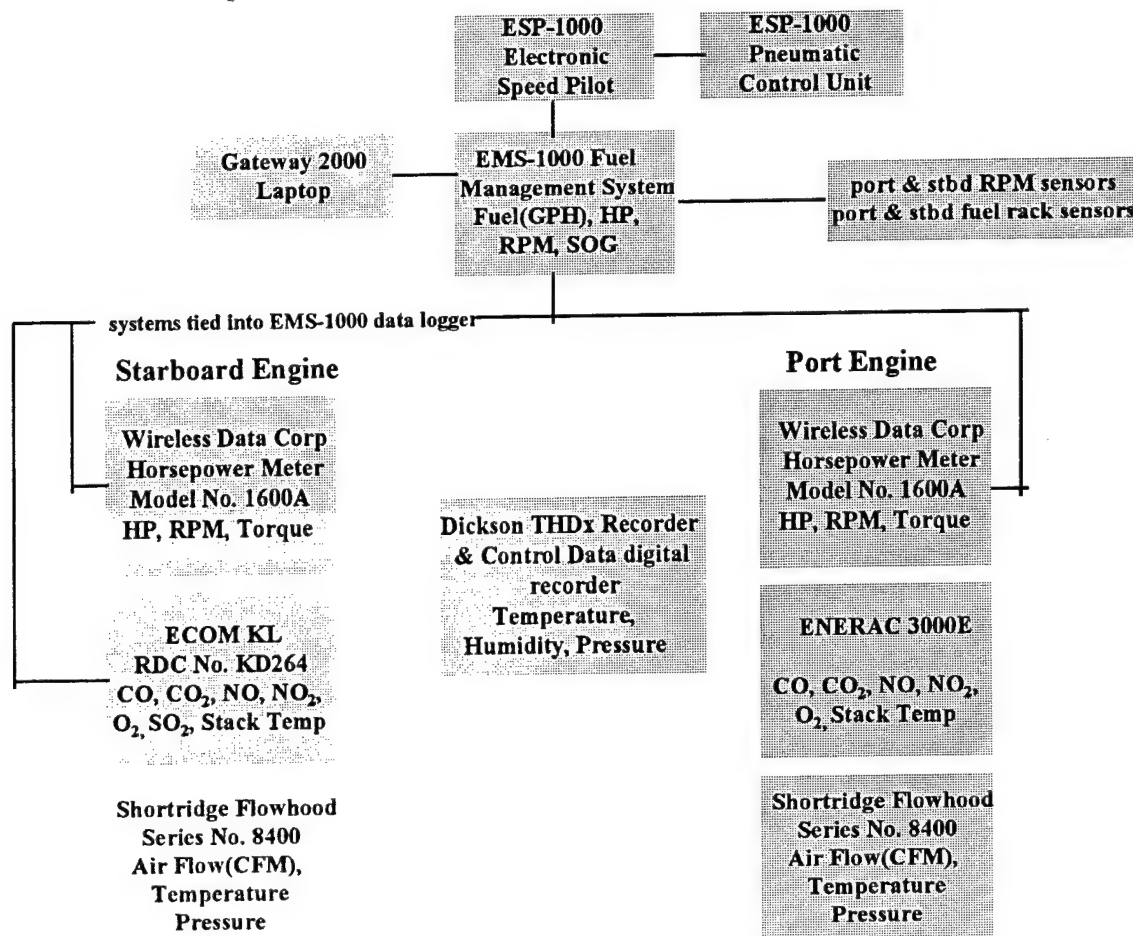 ESP-1000
Electronic
Speed Pilot
ESP-1000
Pneumatic
Control Unit
Gateway 2000
Laptop
EMS-1000 Fuel
Management System
Fuel(GPH), HP,
RPM, SOG
port & stbd RPM sensors
port & stbd fuel rack sensors
systems tied into EMS-1000 data logger
Starboard Engine
Wireless Data Corp
Horsepower Meter
Model No. 1600A
HP, RPM, Torque
ECOM KL
RDC No. KD264
CO, CO₂, NO, NO₂,
O₂, SO₂, Stack Temp
Shortridge Flowhood
Series No. 8400
Air Flow(CFM),
Temperature
Pressure
Dickson THDx Recorder
& Control Data digital
recorder
Temperature,
Humidity, Pressure
Port Engine
Wireless Data Corp
Horsepower Meter
Model No. 1600A
HP, RPM, Torque
ENERAC 3000E
CO, CO₂, NO, NO₂,
O₂, Stack Temp
Shortridge Flowhood
Series No. 8400
Air Flow(CFM),
Temperature
Pressure